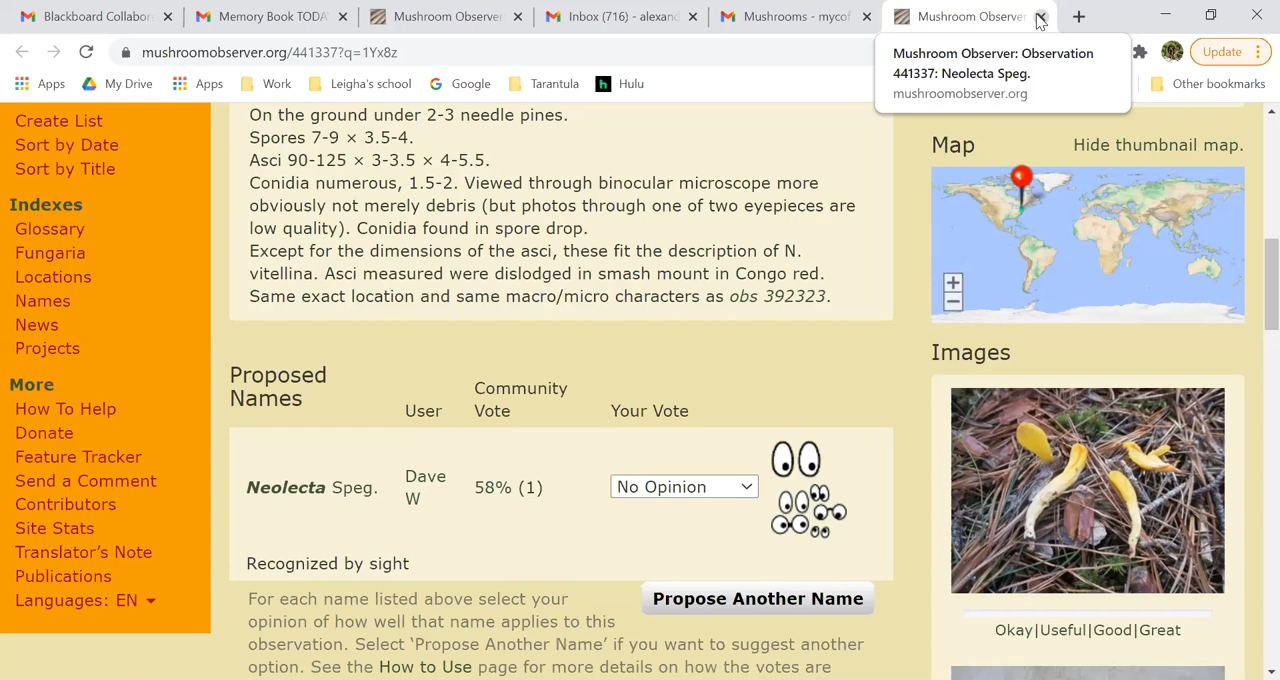 Blackboard Collabor
Memory Book TODA
Mushroom Observer
Inbox (716) - alexand
Mushrooms - mycof
Mushroom Observer
mushroomobserver.org/441337?q=1Yx8z
Update
Apps
My Drive
Apps
Work
Leigha's school
Google
Tarantula
h
Hulu
Other bookmarks
Mushroom Observer: Observation
441337: Neolecta Speg.
mushroomobserver.org
Create List
Sort by Date
Sort by Title
Indexes
Glossary
Fungaria
Locations
Names
News
Projects
More
How To Help
Donate
Feature Tracker
Send a Comment
Contributors
Site Stats
Translator's Note
Publications
Languages: EN
On the ground under 2-3 needle pines.
Spores 7-9 × 3.5-4.
Asci 90-125 × 3-3.5 × 4-5.5.
Conidia numerous, 1.5-2. Viewed through binocular microscope more
obviously not merely debris (but photos through one of two eyepieces are
low quality). Conidia found in spore drop.
Except for the dimensions of the asci, these fit the description of N.
vitellina. Asci measured were dislodged in smash mount in Congo red.
Same exact location and same macro/micro characters as obs 392323.
Proposed
Names
User
Community
Vote
Your Vote
Neolecta Speg.
Dave
W
58% (1)
No Opinion
Recognized by sight
Propose Another Name
For each name listed above select your
opinion of how well that name applies to this
observation. Select ‘Propose Another Name’ if you want to suggest another
option. See the How to Use page for more details on how the votes are
Map
Hide thumbnail map.
+
−
Images
Okay|Useful|Good|Great